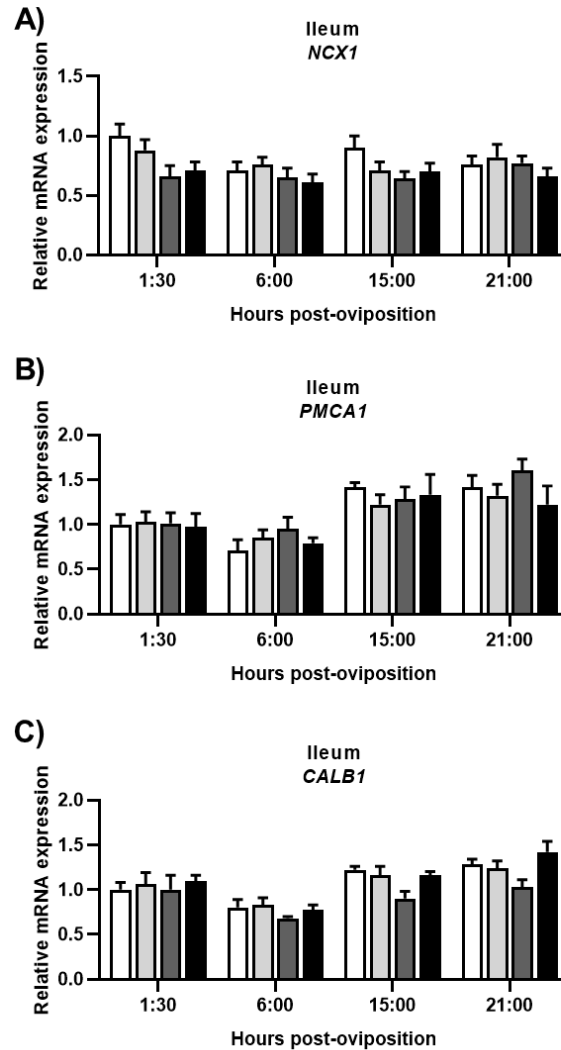 A)
Ileum
NCX1
Relative mRNA expression
1.5
1.0
0.5
0.0
1:30 6:00 15:00 21:00
Hours post-oviposition
B)
Ileum
PMCA1
Relative mRNA expression
2.0
1.5
1.0
0.5
0.0
1:30 6:00 15:00 21:00
Hours post-oviposition
C)
Ileum
CALB1
Relative mRNA expression
2.0
1.5
1.0
0.5
0.0
1:30 6:00 15:00 21:00
Hours post-oviposition